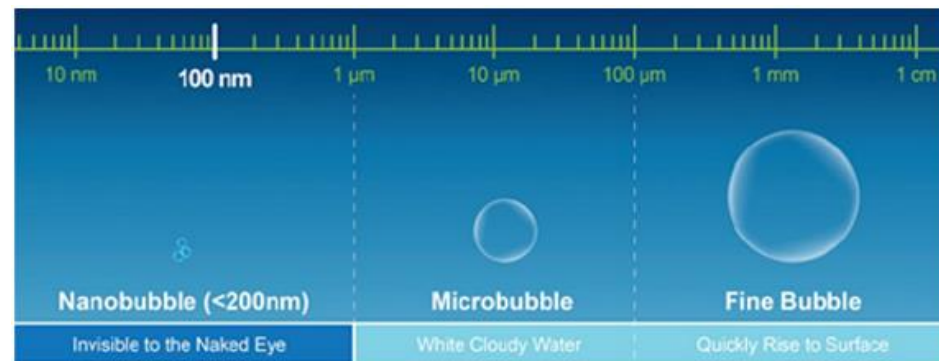 10 nm 100 nm 1 µm 10 µm 100 µm 1 mm 1 cm
Nanobubble (<200nm) Microbubble Fine Bubble
Invisible to the Naked Eye White Cloudy Water Quickly Rise to Surface